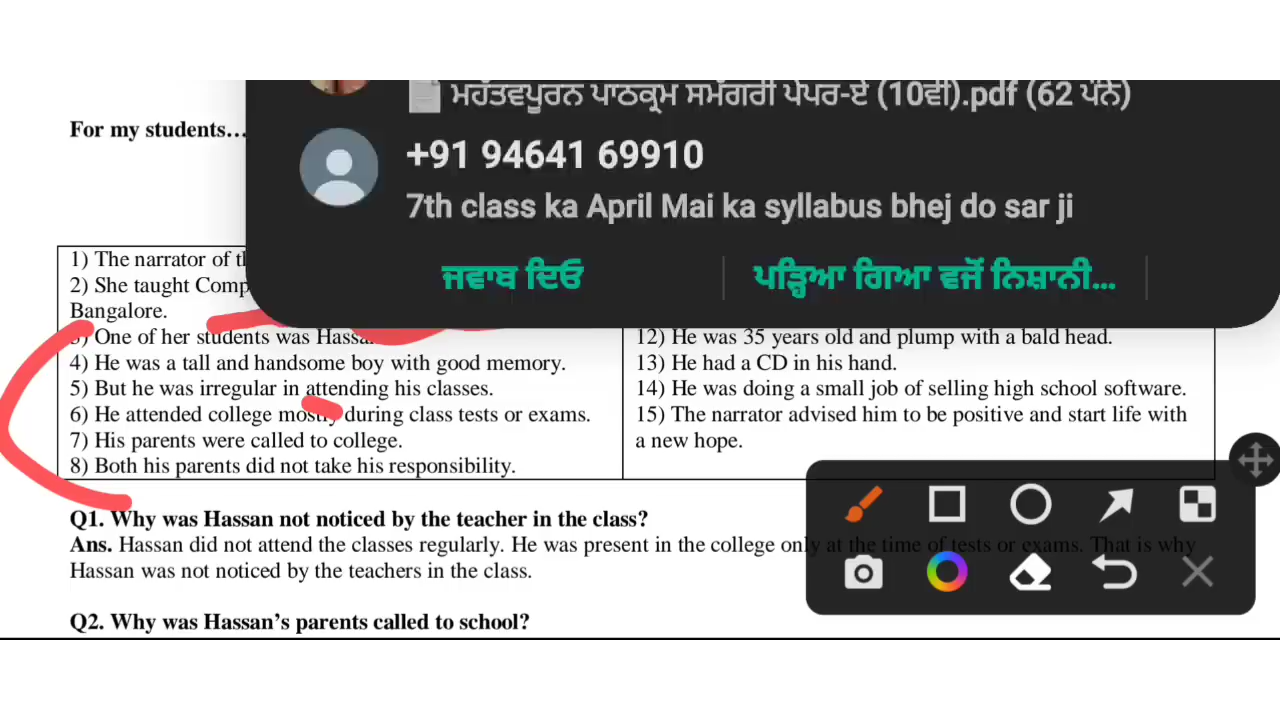 For my students…
ਮਹੱਤਵਪੂਰਨ ਪਾਠਕ੍ਰਮ ਸਮੱਗਰੀ ਪੇਪਰ-ਏ (10ਵੀਂ).pdf (62 ਪੰਨੇ)
+91 94641 69910
7th class ka April Mai ka syllabus bhej do sar ji
ਜਵਾਬ ਦਿਓ
ਪੜ੍ਹਿਆ ਗਿਆ ਵਜੋਂ ਨਿਸ਼ਾਨੀ...
1) The narrator of
2) She taught Comp
Bangalore.
3) One of her students was Hassa
4) He was a tall and handsome boy with good memory.
5) But he was irregular in attending his classes.
6) He attended college mostly during class tests or exams.
7) His parents were called to college.
8) Both his parents did not take his responsibility.
12) He was 35 years old and plump with a bald head.
13) He had a CD in his hand.
14) He was doing a small job of selling high school software.
15) The narrator advised him to be positive and start life with
a new hope.
Q1. Why was Hassan not noticed by the teacher in the class?
Ans. Hassan did not attend the classes regularly. He was present in the college only at the time of tests or exams. That is why
Hassan was not noticed by the teachers in the class.
Q2. Why was Hassan's parents called to school?